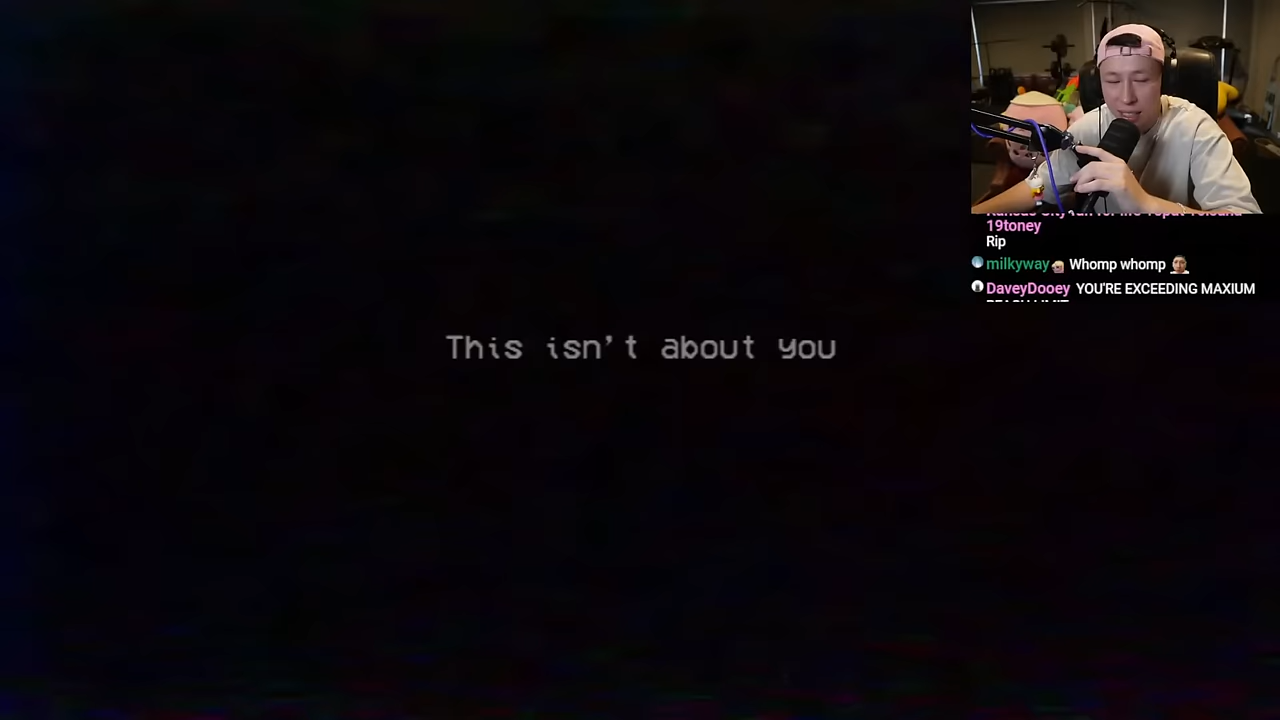 19toney
Rip
milkyway Whomp whomp
DaveyDooey YOU'RE EXCEEDING MAXIUM
This isn't about you